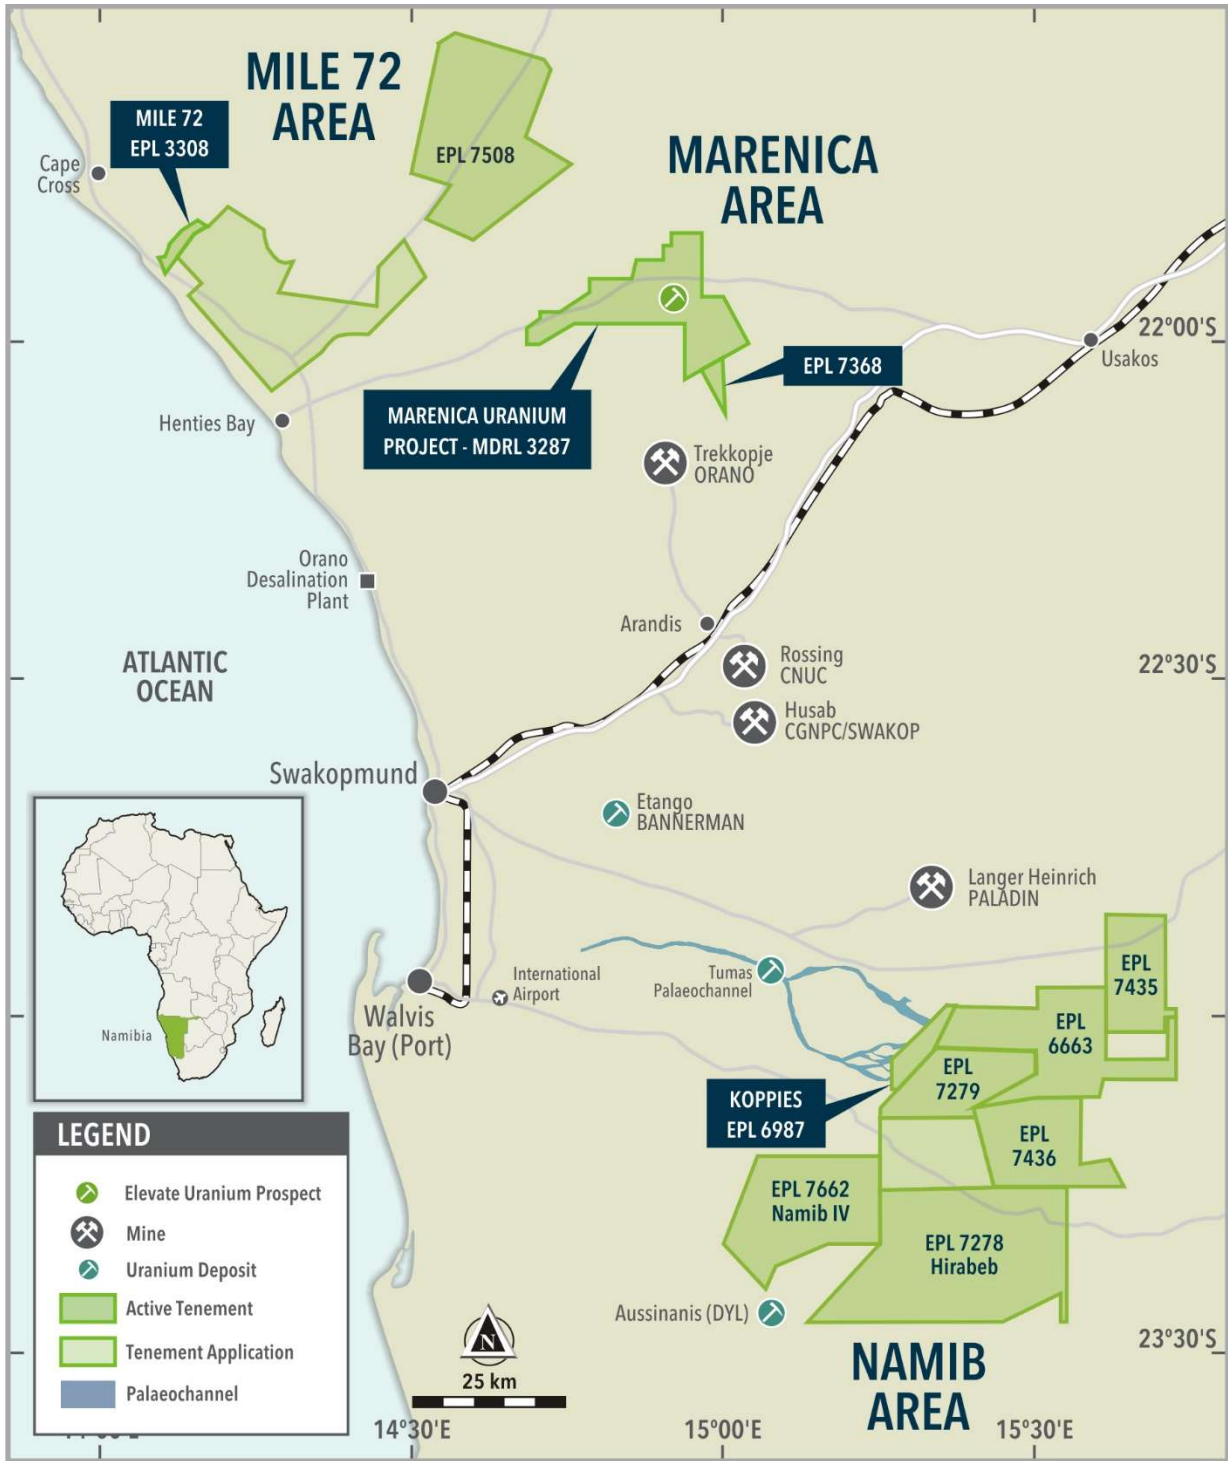 MILE 72
AREA
MILE 72
EPL 3308
EPL 7508
Cape
Cross
MARENICA
AREA
22°00'S
Usakos
EPL 7368
MARENICA URANIUM
PROJECT - MDRL 3287
Henties Bay
Trekkopje
ORANO
Orano
Desalination
Plant
Arandis
ATLANTIC
OCEAN
Rossing
CNUC
22°30'S
Husab
CGNPC/SWAKOP
Swakopmund
Etango
BANNERMAN
Langer Heinrich
PALADIN
International
Airport
Tumas
Palaeochannel
EPL
7435
Walvis
Bay (Port)
EPL
6663
Namibia
EPL
7279
KOPPIES
EPL 6987
EPL
7436
EPL 7662
Namib IV
EPL 7278
Hirabeb
Aussinanis (DYL)
23°30'S
NAMIB
AREA
LEGEND
Elevate Uranium Prospect
Mine
Uranium Deposit
Active Tenement
Tenement Application
Palaeochannel
N
25 km
14°30'E
15°00'E
15°30'E